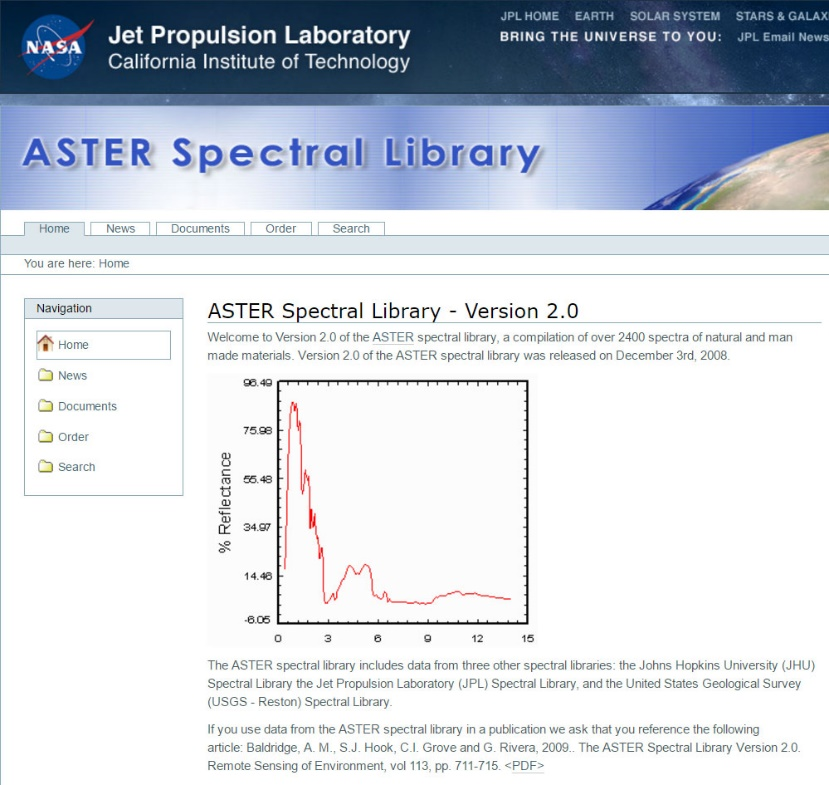 NASA
Jet Propulsion Laboratory
California Institute of Technology
JPL HOME EARTH SOLAR SYSTEM STARS & GALAX
BRING THE UNIVERSE TO YOU: JPL Email News
ASTER Spectral Library
Home News Documents Order Search
You are here: Home
Navigation
Home
News
Documents
Order
Search
ASTER Spectral Library - Version 2.0
Welcome to Version 2.0 of the ASTER spectral library, a compilation of over 2400 spectra of natural and man
made materials. Version 2.0 of the ASTER spectral library was released on December 3rd, 2008.
96.49
75.98
55.48
34.97
14.46
-6.05
% Reflectance
0 3 6 9 12 15
The ASTER spectral library includes data from three other spectral libraries: the Johns Hopkins University (JHU)
Spectral Library the Jet Propulsion Laboratory (JPL) Spectral Library, and the United States Geological Survey
(USGS - Reston) Spectral Library.
If you use data from the ASTER spectral library in a publication we ask that you reference the following
article: Baldridge, A. M., S.J. Hook, C.I. Grove and G. Rivera, 2009.. The ASTER Spectral Library Version 2.0.
Remote Sensing of Environment, vol 113, pp. 711-715. <PDF>